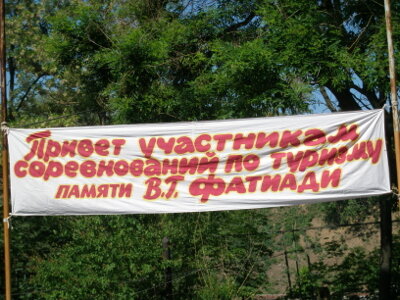 Привет участникам
соревнований по туризму
памяти В.Г. Фатиади